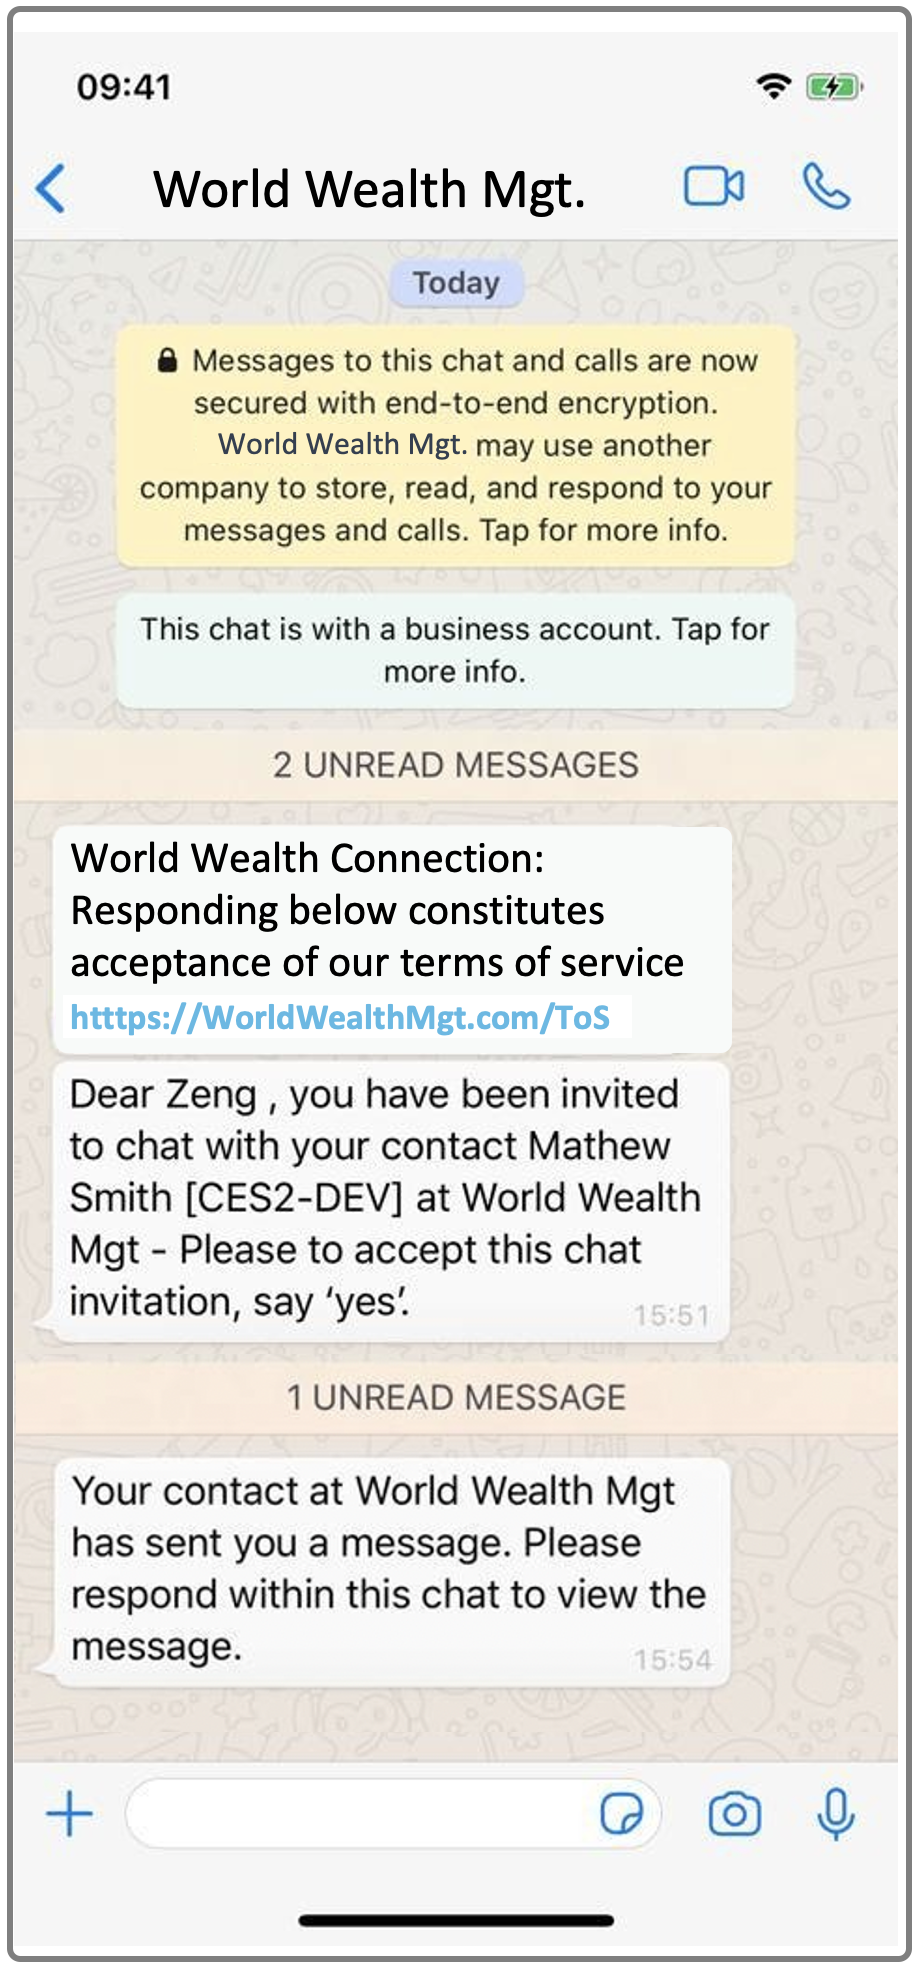 09:41
World Wealth Mgt.
Today
Messages to this chat and calls are now
secured with end-to-end encryption.
World Wealth Mgt. may use another
company to store, read, and respond to your
messages and calls. Tap for more info.
This chat is with a business account. Tap for
more info.
2 UNREAD MESSAGES
World Wealth Connection:
Responding below constitutes
acceptance of our terms of service
htttps://WorldWealthMgt.com/ToS
Dear Zeng , you have been invited
to chat with your contact Mathew
Smith [CES2-DEV] at World Wealth
Mgt - Please to accept this chat
invitation, say ‘yes’.
15:51
1 UNREAD MESSAGE
Your contact at World Wealth Mgt
has sent you a message. Please
respond within this chat to view the
message.
15:54